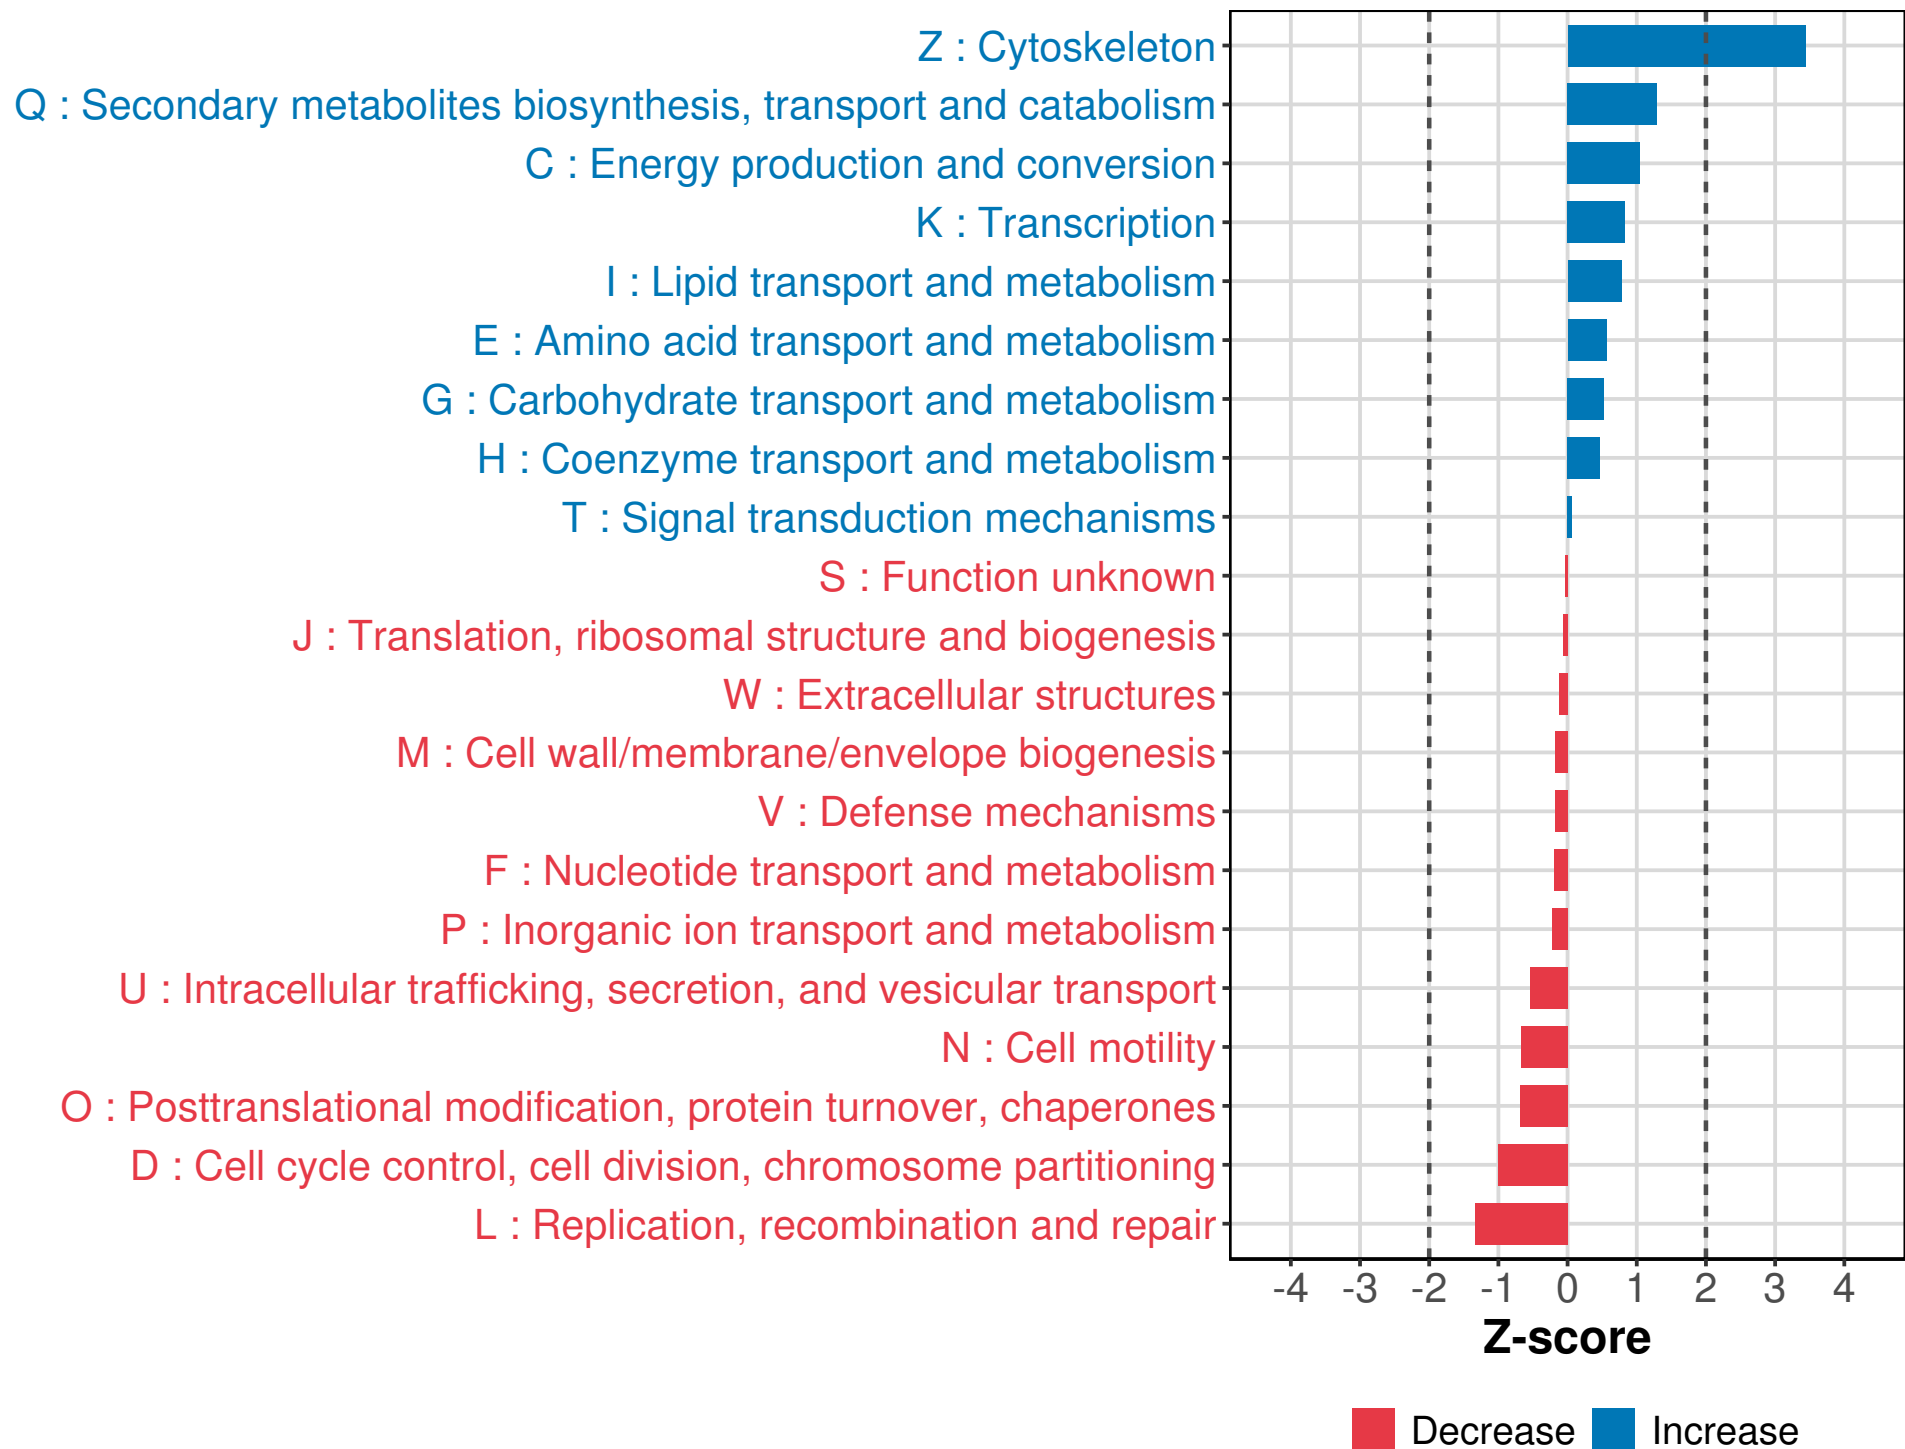 Z : Cytoskeleton
Q : Secondary metabolites biosynthesis, transport and catabolism
C : Energy production and conversion
K : Transcription
I : Lipid transport and metabolism
E : Amino acid transport and metabolism
G : Carbohydrate transport and metabolism
H : Coenzyme transport and metabolism
T : Signal transduction mechanisms
S : Function unknown
J : Translation, ribosomal structure and biogenesis
W : Extracellular structures
M : Cell wall/membrane/envelope biogenesis
V : Defense mechanisms
F : Nucleotide transport and metabolism
P : Inorganic ion transport and metabolism
U : Intracellular trafficking, secretion, and vesicular transport
N : Cell motility
O : Posttranslational modification, protein turnover, chaperones
D : Cell cycle control, cell division, chromosome partitioning
L : Replication, recombination and repair
-4 -3 -2 -1 0 1 2 3 4
Z-score
Decrease Increase